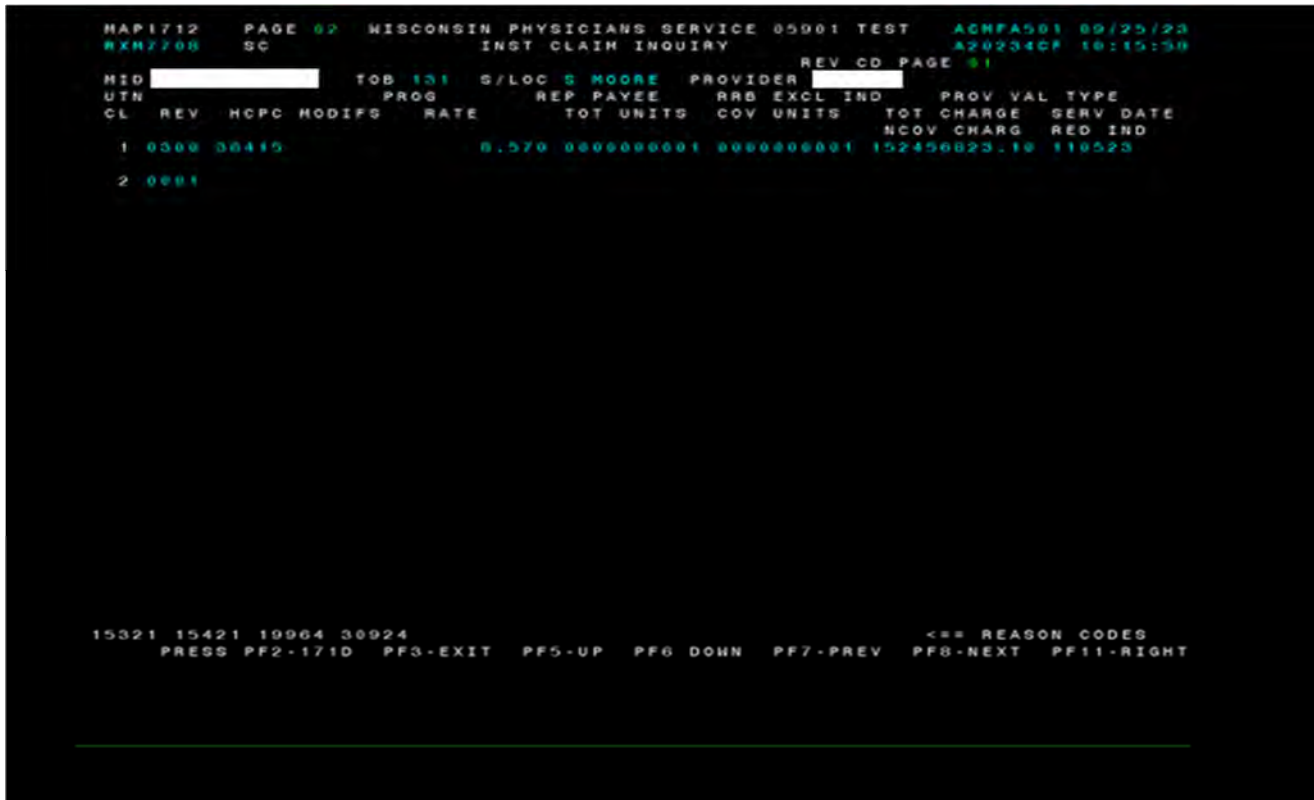 MAP1712 PAGE 02 WISCONSIN PHYSICIANS SERVICE 05901 TEST ACMFA501 09/25/23
RXM7708 SC INST CLAIM INQUIRY A20234CF 10:15:50
REV CD PAGE 01
MID TOB 131 S/LOC S MOORE PROVIDER
UTN PROG REP PAYEE RRB EXCL IND PROV VAL TYPE
CL REV HCPC MODIFS RATE TOT UNITS COV UNITS TOT CHARGE SERV DATE
NCOV CHARG RED IND
1 0300 36415 8.570 0000000001 0000000001 152456823.10 110523
2 0001
15321 15421 19964 30924 <== REASON CODES
PRESS PF2-171D PF3-EXIT PF5-UP PF6 DOWN PF7-PREV PF8-NEXT PF11-RIGHT